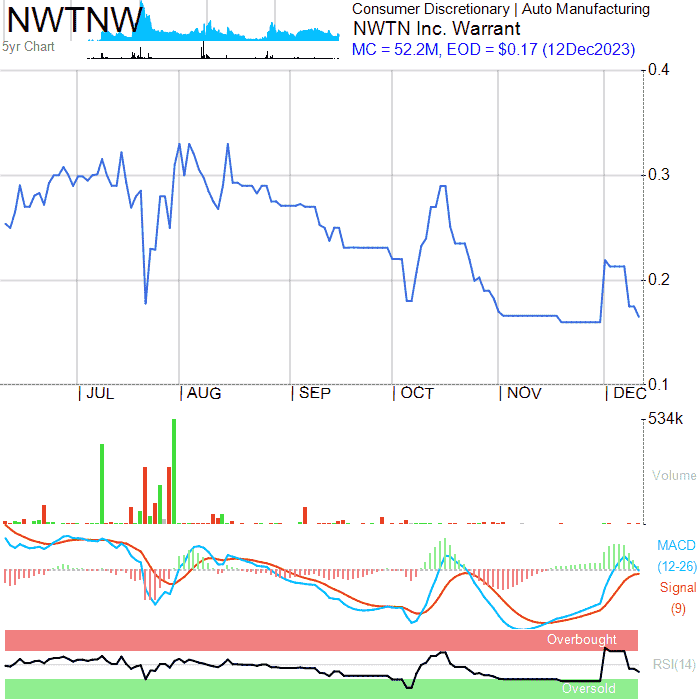 NWTNW
5yr Chart
Consumer Discretionary | Auto Manufacturing
NWTN Inc. Warrant
MC = 52.2M, EOD = $0.17 (12Dec2023)
0.4
0.3
0.2
0.1
JUL
AUG
SEP
OCT
NOV
DEC
534k
Volume
MACD
(12-26)
Signal
(9)
Overbought
RSI(14)
Oversold